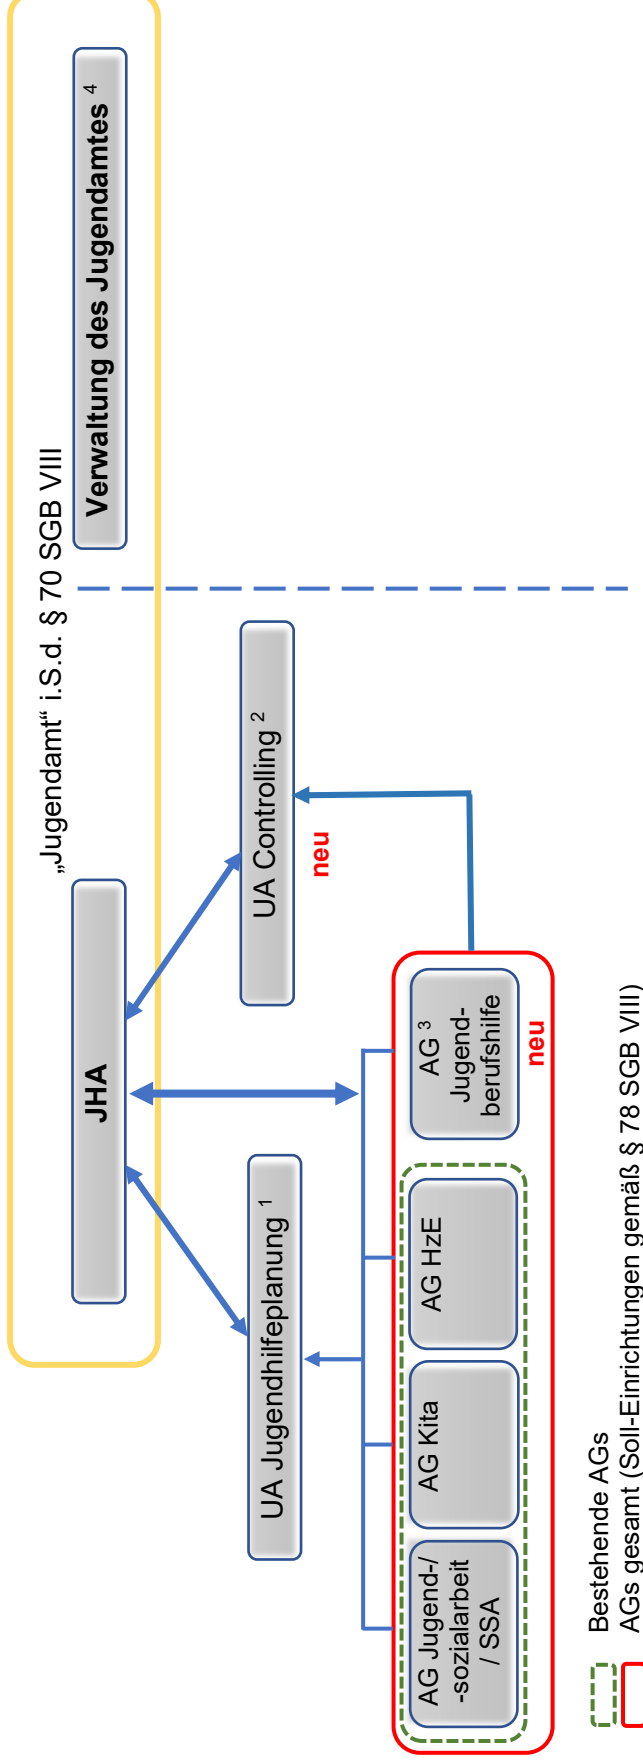 „Jugendamt“ i.S.d. § 70 SGB VIII
JHA
Verwaltung des Jugendamtes 4
UA Jugendhilfeplanung 1
UA Controlling 2
neu
AG Jugend-/
-sozialarbeit
/ SSA
AG Kita
AG HzE
AG 3
Jugend-
berufshilfe
neu
Bestehende AGs
AGs gesamt (Soll-Einrichtungen gemäß § 78 SGB VIII)